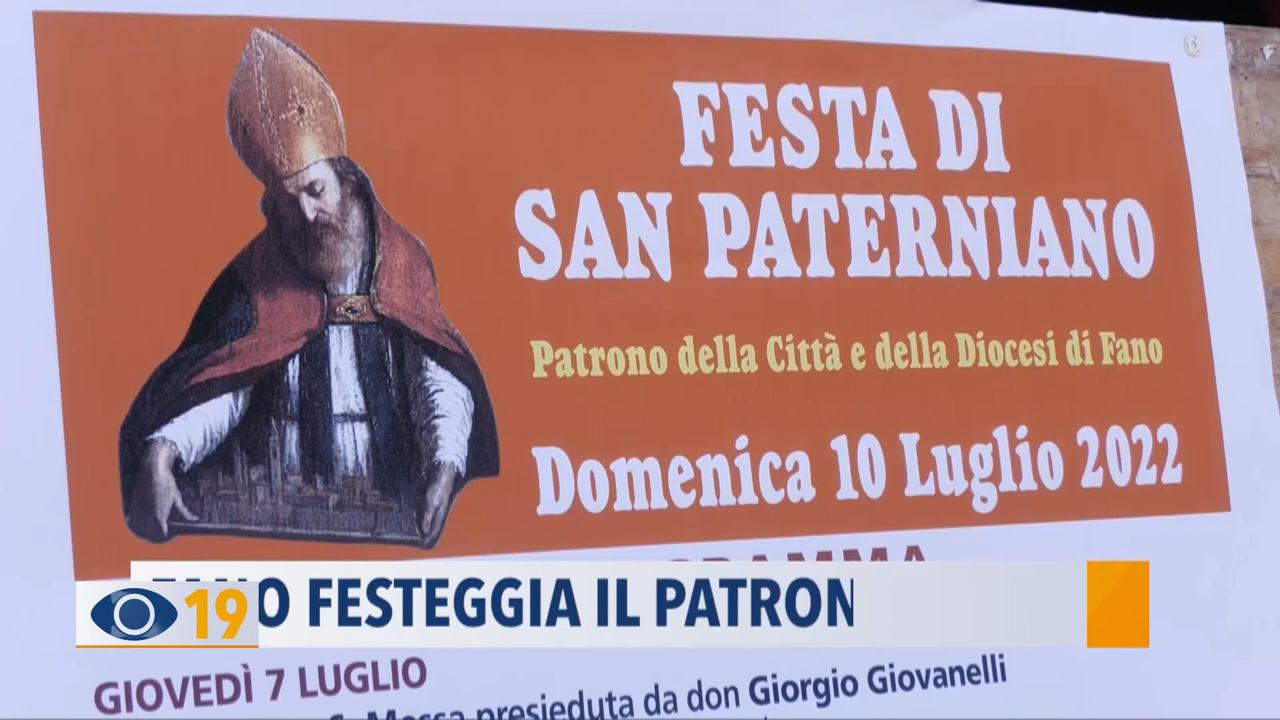 FESTA DI
SAN PATERNIANO
Patrono della Città e della Diocesi di Fano
Domenica 10 Luglio 2022
FESTEGGIA IL PATRON
19
GIOVEDÌ 7 LUGLIO
Messa presieduta da don Giorgio Giovanelli